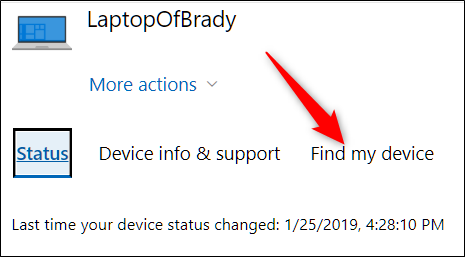 LaptopOfBrady
More actions
Status Device info & support Find my device
Last time your device status changed: 1/25/2019, 4:28:10 PM